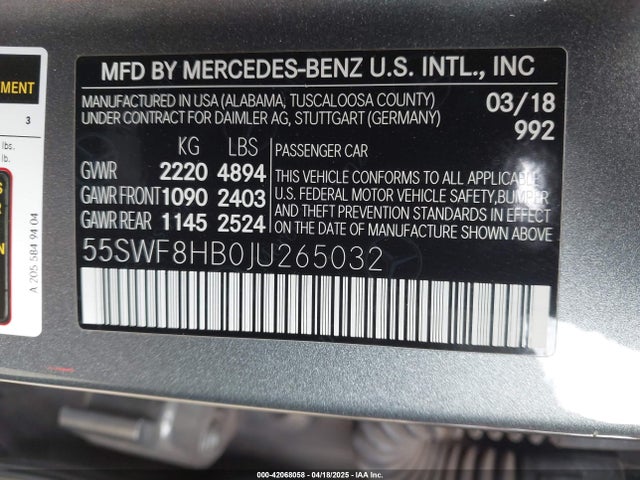 MFD BY MERCEDES-BENZ U.S. INTL., INC
MANUFACTURED IN USA (ALABAMA, TUSCALOOSA COUNTY) 03/18
UNDER CONTRACT FOR DAIMLER AG, STUTTGART (GERMANY) 992
KG LBS
GVWR 2220 4894
GAWR FRONT 1090 2403
GAWR REAR 1145 2524
PASSENGER CAR
THIS VEHICLE CONFORMS TO ALL APPLICABLE
U.S. FEDERAL MOTOR VEHICLE SAFETY,BUMPER
AND THEFT PREVENTION STANDARDS IN EFFECT
ON THE DATE OF MANUFACTURE SHOWN ABOVE.
55SWF8HB0JU265032
EMENT
3
lbs.
lb.
A 205 584 94 04
000-42068058 - 04/18/2025 - IAA Inc.